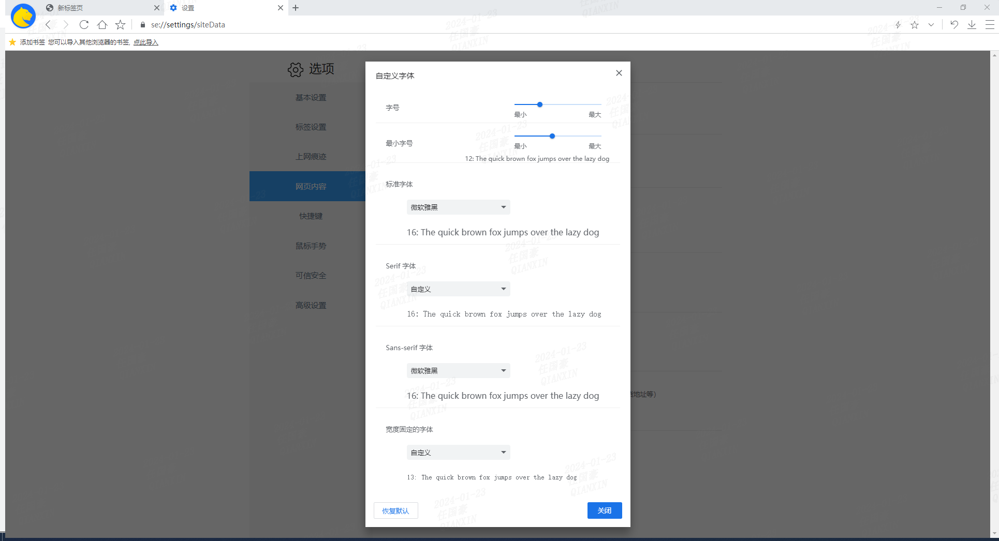 新标签页
设置
se://settings/siteData
添加书签 您可以导入其他浏览器的书签, 点此导入
选项
基本设置
标签设置
上网痕迹
网页内容
快捷键
鼠标手势
可信安全
高级设置
自定义字体
字号
最小
最大
最小字号
最小
最大
12: The quick brown fox jumps over the lazy dog
标准字体
微软雅黑
16: The quick brown fox jumps over the lazy dog
Serif 字体
自定义
16: The quick brown fox jumps over the lazy dog
Sans-serif 字体
微软雅黑
16: The quick brown fox jumps over the lazy dog
地址等)
宽度固定的字体
自定义
13: The quick brown fox jumps over the lazy dog
恢复默认
关闭
2024-01-23
任国豪
QIANXIN